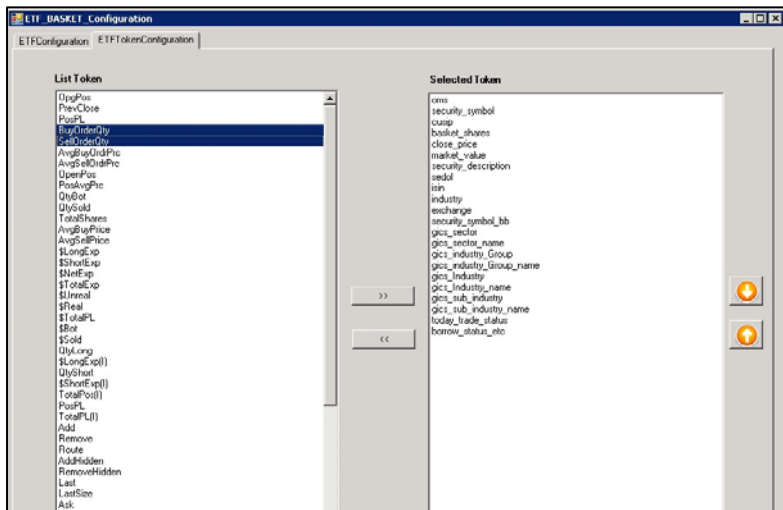 ETF_BASKET_Configuration
ETFConfiguration
ETFTokenConfiguration
List Token
OpgPos
PrevClose
PosPL
BuyOrderQty
SellOrderQty
AvgBuyOrdrPrc
AvgSellOrdrPrc
OpenPos
PosAvgPrc
QtyBot
QtySold
TotalShares
AvgBuyPrice
AvgSellPrice
$LongExp
$ShortExp
$NetExp
$TotalExp
$Unreal
$Real
$TotalPL
$Bot
$Sold
QtyLong
$LongExp(I)
QtyShort
$ShortExp(I)
TotalPos(I)
PosPL
TotalPL(I)
Add
Remove
Route
AddHidden
RemoveHidden
Last
LastSize
Ask
>>
<<
Selected Token
oms
security_symbol
cusip
basket_shares
close_price
market_value
security_description
sedol
isin
industry
exchange
security_symbol_bb
gics_sector
gics_sector_name
gics_industry_Group
gics_industry_Group_name
gics_Industry
gics_Industry_name
gics_sub_industry
gics_sub_industry_name
today_trade_status
borrow_status_etc